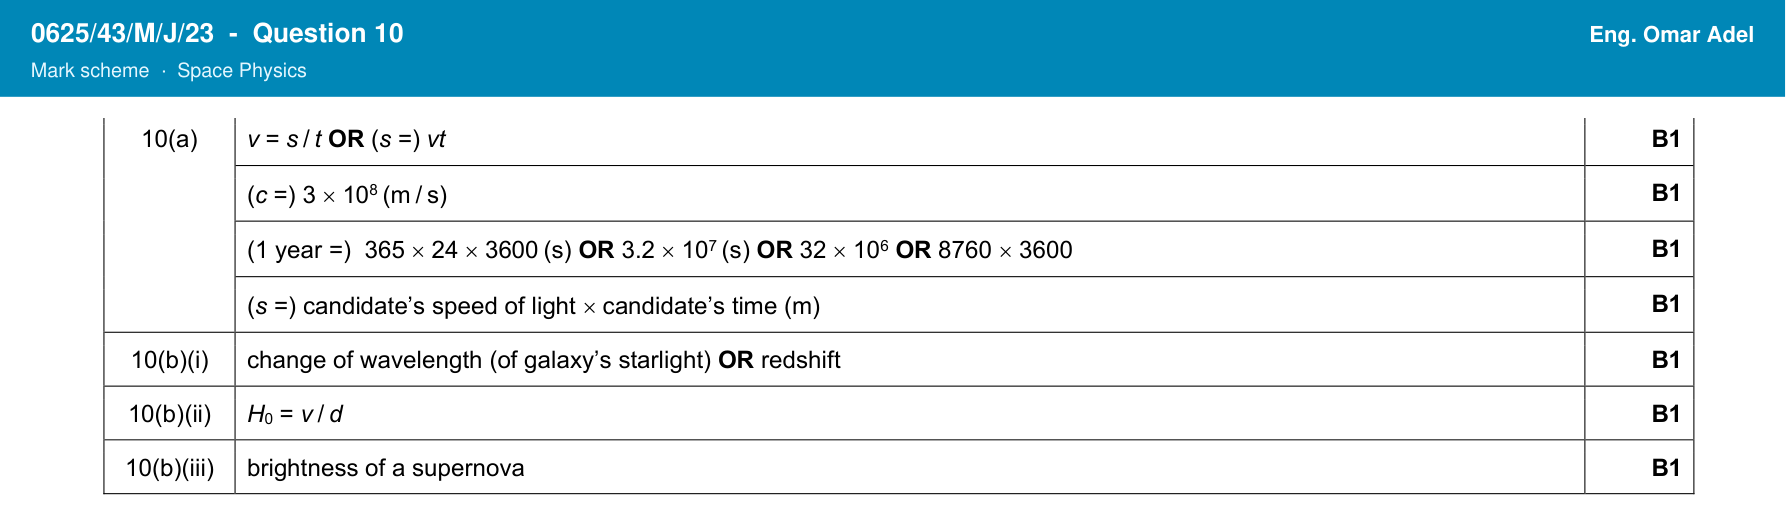 0625/43/M/J/23 - Question 10
Eng. Omar Adel
Mark scheme · Space Physics
10(a) v = s / t OR (s =) vt B1
(c =) 3 × 10⁸ (m / s) B1
(1 year =) 365 × 24 × 3600 (s) OR 3.2 × 10⁷ (s) OR 32 × 10⁶ OR 8760 × 3600 B1
(s =) candidate’s speed of light × candidate’s time (m) B1
10(b)(i) change of wavelength (of galaxy’s starlight) OR redshift B1
10(b)(ii) H₀ = v / d B1
10(b)(iii) brightness of a supernova B1